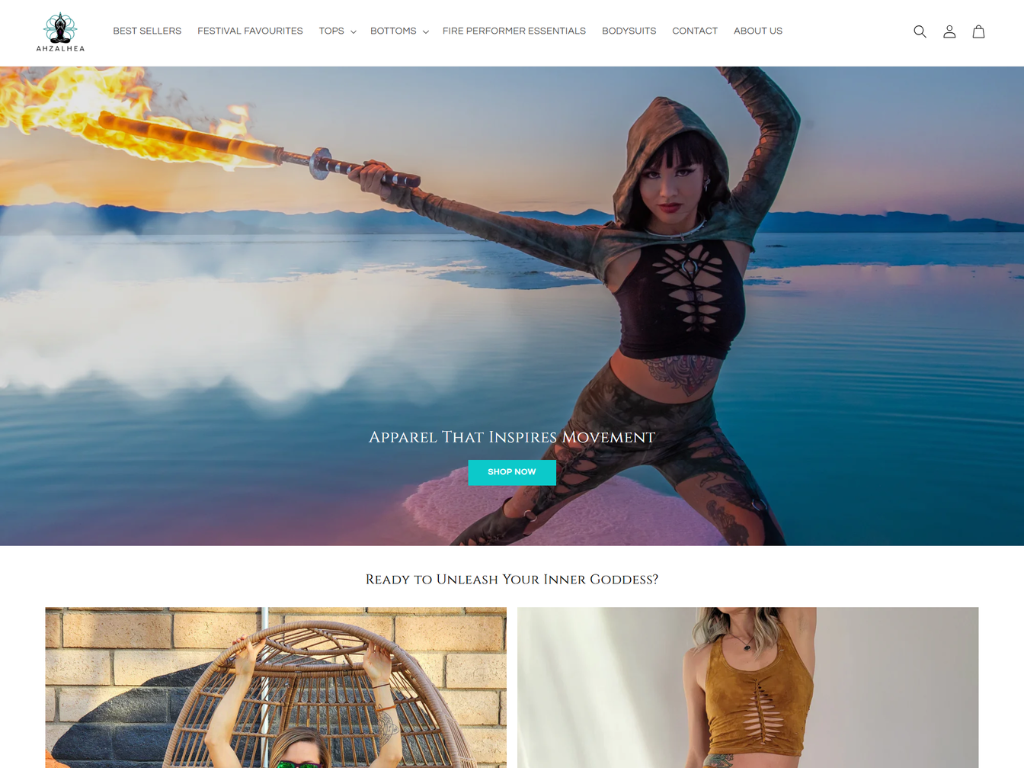 AHZALHEA
BEST SELLERS FESTIVAL FAVOURITES TOPS BOTTOMS FIRE PERFORMER ESSENTIALS BODYSUITS CONTACT ABOUT US
Apparel That Inspires Movement
SHOP NOW
Ready to Unleash Your Inner Goddess?